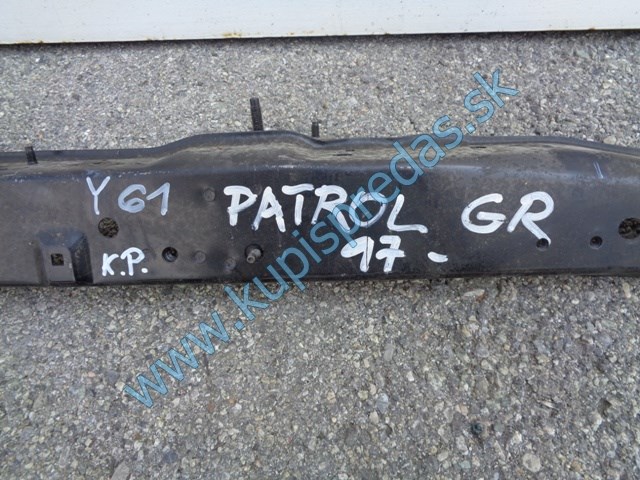 Y61 PATROL GR
K.P. 97-
www.kupispredas.sk